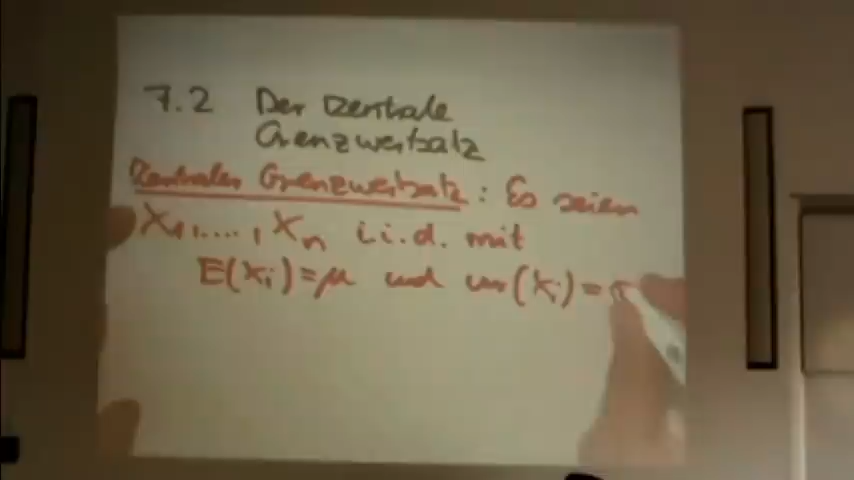 7.2 Der zentrale
Grenzwertsatz
Zentraler Grenzwertsatz: Es seien
X₁,...., Xₙ i.i.d. mit
E(Xᵢ)=μ und var(Xᵢ)=σ